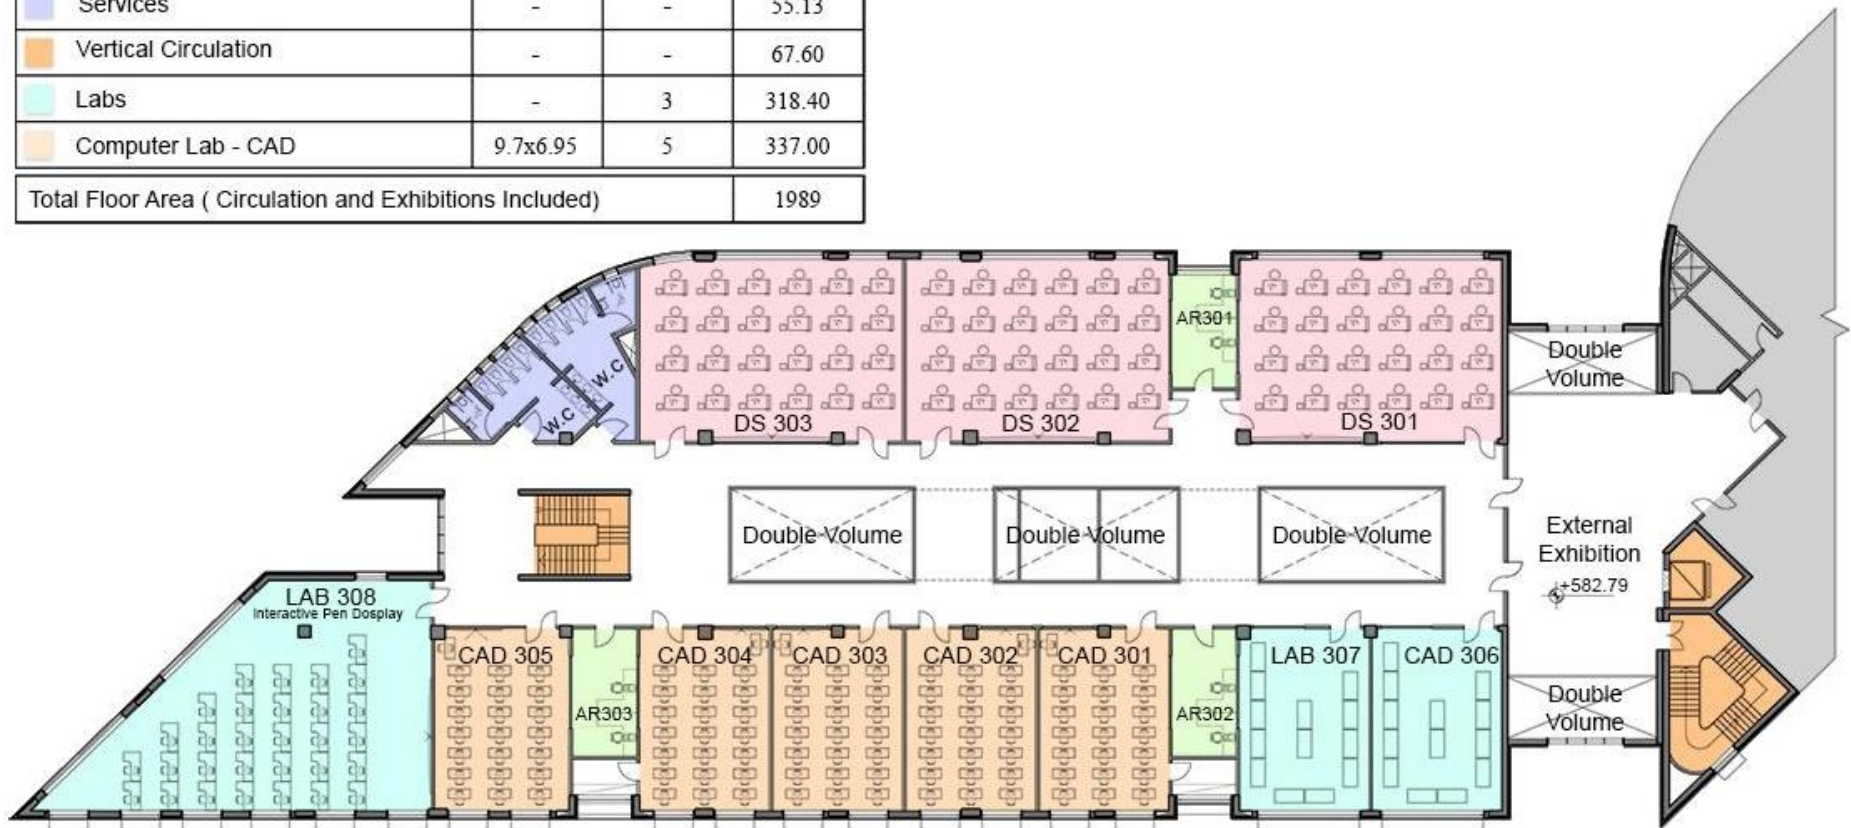 Services - - 55.13
Vertical Circulation - - 67.60
Labs - 3 318.40
Computer Lab - CAD 9.7x6.95 5 337.00
Total Floor Area ( Circulation and Exhibitions Included) 1989
AR301
Double
Volume
W.C
W.C
DS 303
DS 302
DS 301
Double Volume
Double Volume
Double Volume
External
Exhibition
+582.79
LAB 308
Interactive Pen Dosplay
CAD 305
CAD 304
CAD 303
CAD 302
CAD 301
LAB 307
CAD 306
AR303
AR302
Double
Volume